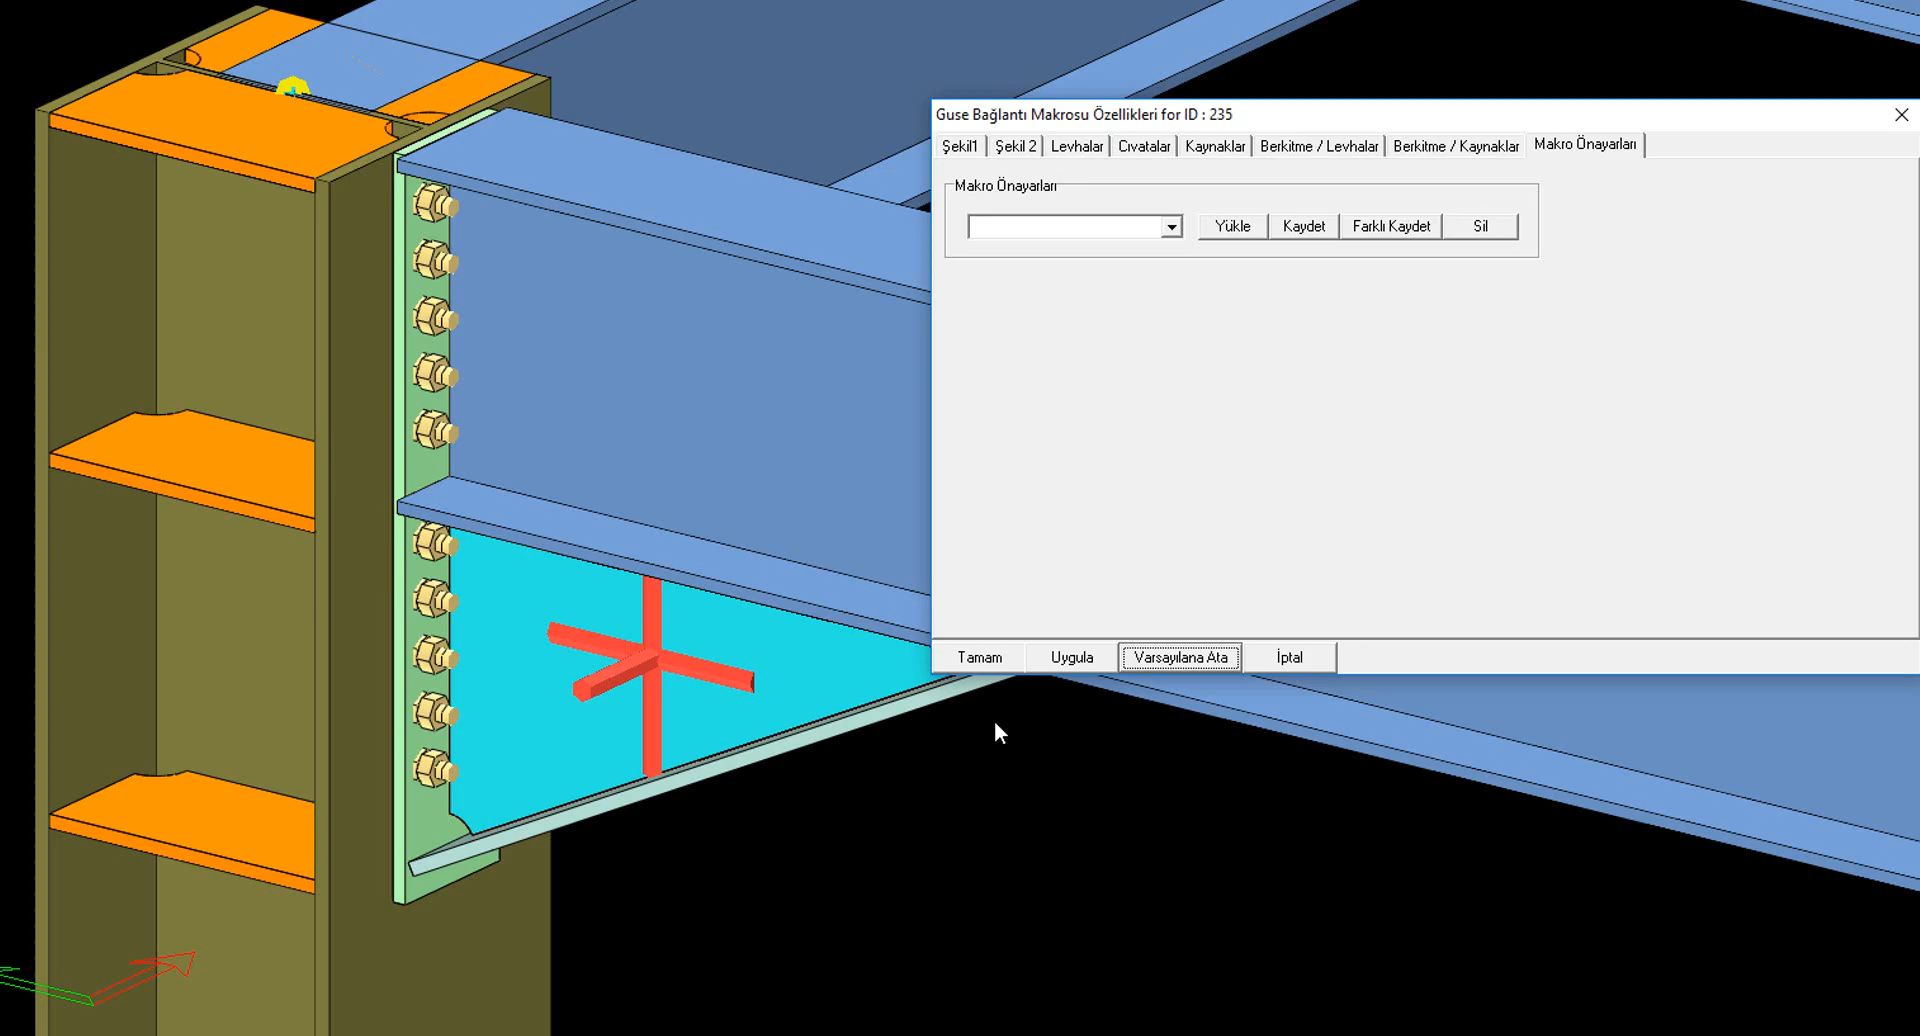 Guse Bağlantı Makrosu Özellikleri for ID : 235
Şekil1 Şekil 2 Levhalar Cıvatalar Kaynaklar Berkitme / Levhalar Berkitme / Kaynaklar Makro Önayarları
Makro Önayarları
Yükle Kaydet Farklı Kaydet Sil
Tamam Uygula Varsayılana Ata İptal